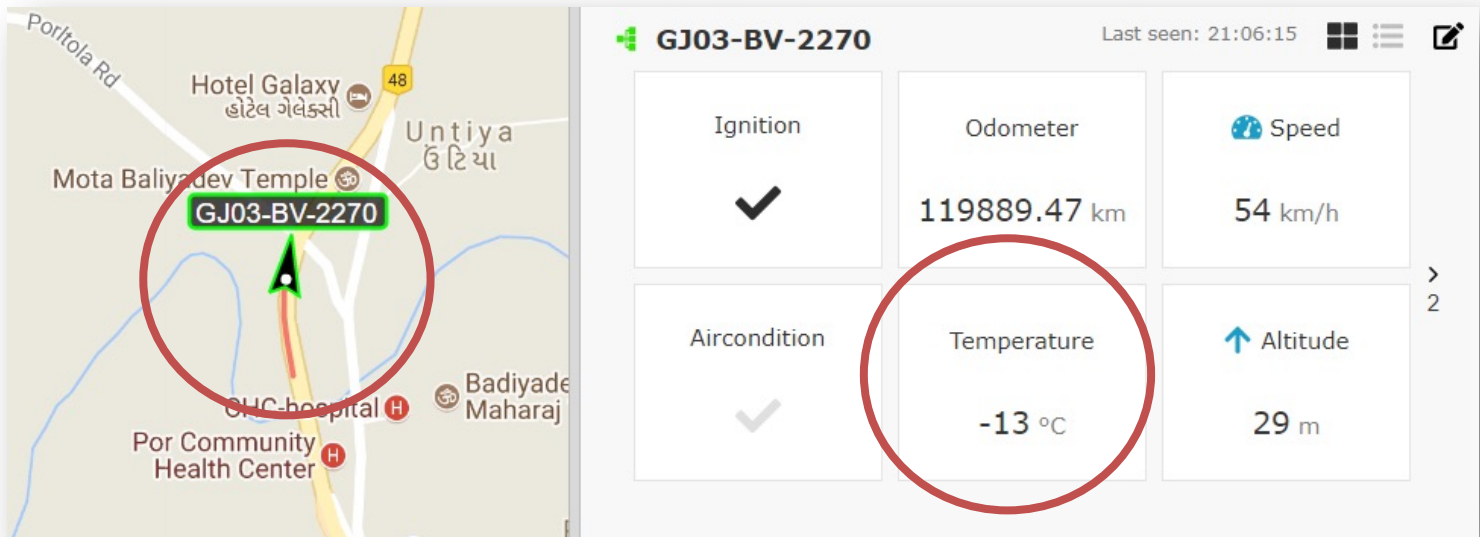 Poritola Rd
Hotel Galaxy
હોટેલ ગેલેક્સી
48
Untiya
ઉંટિયા
Mota Baliyadev Temple
GJ03-BV-2270
CHC-hospital H
Badiyade
Maharaj
Por Community
Health Center H
GJ03-BV-2270
Last seen: 21:06:15
Ignition
Odometer
119889.47 km
Speed
54 km/h
Aircondition
Temperature
-13 °C
Altitude
29 m
>
2